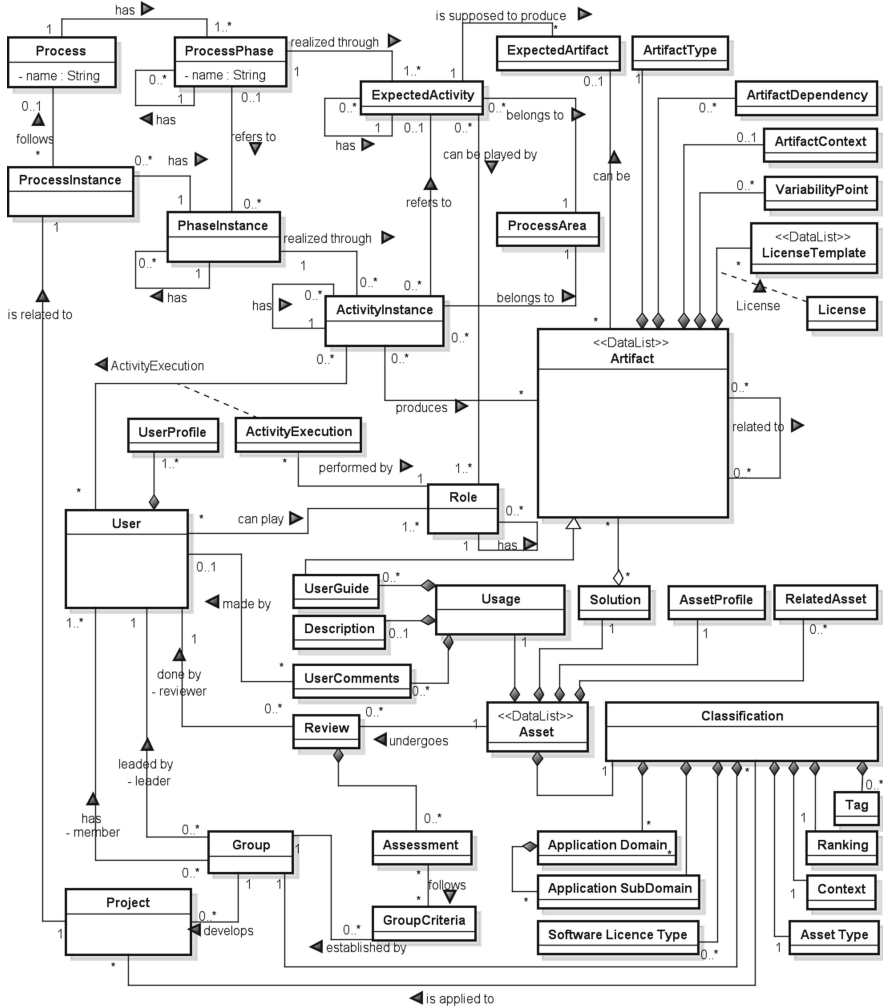 has
is supposed to produce
1
1..*
1
*
Process
- name : String
ProcessPhase
- name : String
realized through
ExpectedArtifact
ArtifactType
0..*
1
1
1..*
0..1
1
ExpectedActivity
ArtifactDependency
0..1
has
0..1
0..*
1
0..1
0..*
0..*
belongs to
0..*
follows
refers to
has
can be played by
0..1
ArtifactContext
*
0..*
has
can be
ProcessInstance
refers to
0..*
VariabilityPoint
1
1
0..*
1
PhaseInstance
realized through
ProcessArea
<<DataList>>
LicenseTemplate
0..*
1
1
1
*
has
0..*
0..*
License
is related to
has
0..*
1
ActivityInstance
belongs to
License
*
0..*
0..*
0..*
<<DataList>>
Artifact
ActivityExecution
0..*
produces
*
related to
UserProfile
ActivityExecution
1..*
*
performed by
1..*
0..*
1
*
Role
User
*
can play
1..*
0..*
1
has
*
0..1
UserGuide
0..*
Usage
*
Solution
AssetProfile
RelatedAsset
made by
1..*
1
1
Description
0..1
1
1
1
0..*
done by
- reviewer
*
UserComments
0..*
0..*
Review
0..*
1
<<DataList>>
Asset
Classification
undergoes
leaded by
- leader
1
*
has
- member
0..*
*
0..*
Tag
0..*
Group
1
Assessment
Application Domain
*
1
Ranking
0..*
1
1
*
follows
*
Application SubDomain
1
Context
Project
0..*
*
GroupCriteria
1
develops
0..*
established by
Software Licence Type
0..*
1
Asset Type
*
is applied to